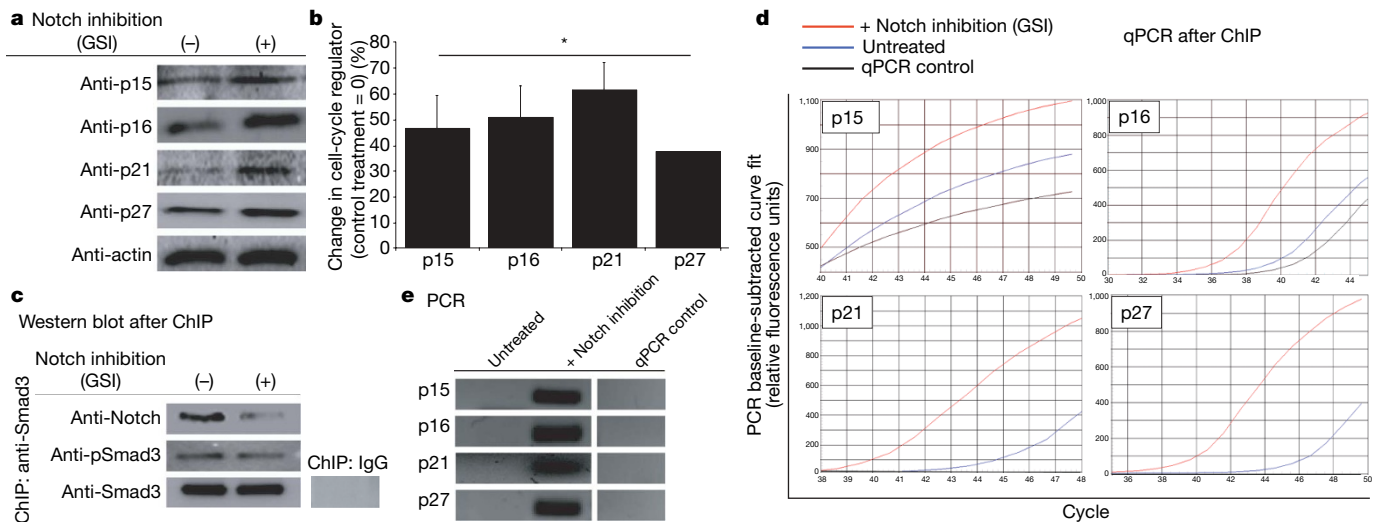 a
Notch inhibition
(GSI)
(–)
(+)
Anti-p15
Anti-p16
Anti-p21
Anti-p27
Anti-actin
b
Change in cell-cycle regulator
(control treatment = 0) (%)
80
70
60
50
40
30
20
10
0
*
p15
p16
p21
p27
c
Western blot after ChIP
Notch inhibition
(GSI)
(–)
(+)
ChIP: anti-Smad3
Anti-Notch
Anti-pSmad3
Anti-Smad3
ChIP: IgG
e
PCR
Untreated
+ Notch inhibition
qPCR control
p15
p16
p21
p27
d
+ Notch inhibition (GSI)
Untreated
qPCR control
qPCR after ChIP
PCR baseline-subtracted curve fit
(relative fluorescence units)
p15
1,100
900
700
500
40 41 42 43 44 45 46 47 48 49 50
p16
1,000
800
600
400
200
0
30 32 34 36 38 40 42 44
p21
1,200
1,000
800
600
400
200
0
38 39 40 41 42 43 44 45 46 47 48
p27
1,000
800
600
400
200
0
36 38 40 42 44 46 48 50
Cycle